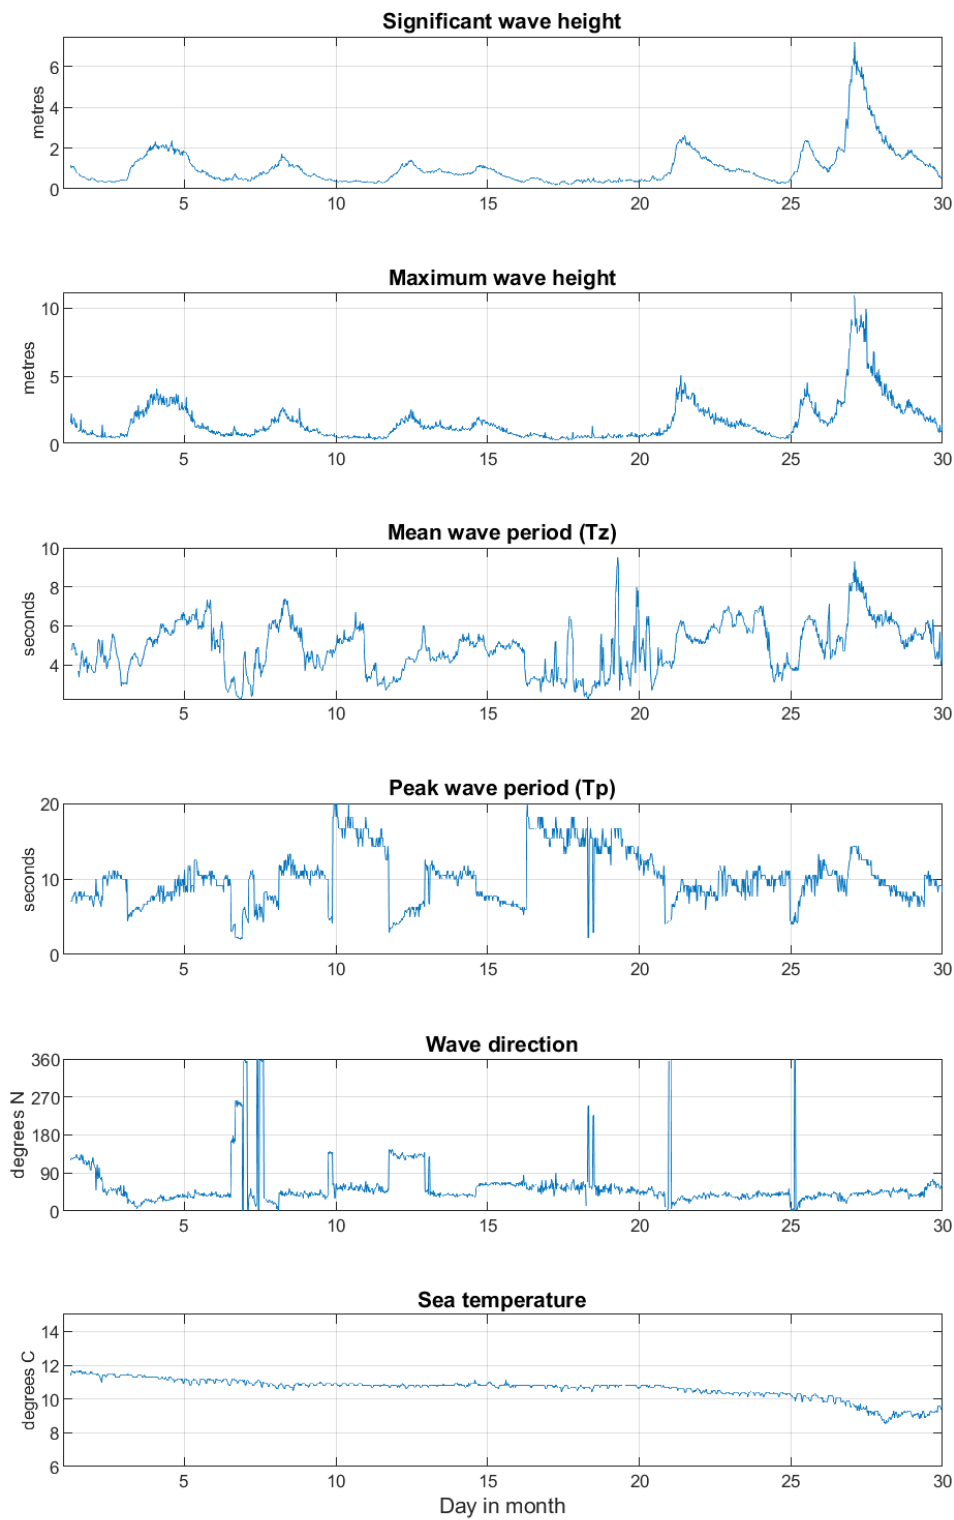 Significant wave height
metres
6
4
2
0
5 10 15 20 25 30
Maximum wave height
metres
10
5
0
5 10 15 20 25 30
Mean wave period (Tz)
seconds
10
8
6
4
5 10 15 20 25 30
Peak wave period (Tp)
seconds
20
10
0
5 10 15 20 25 30
Wave direction
degrees N
360
270
180
90
0
5 10 15 20 25 30
Sea temperature
degrees C
14
12
10
8
6
5 10 15 20 25 30
Day in month